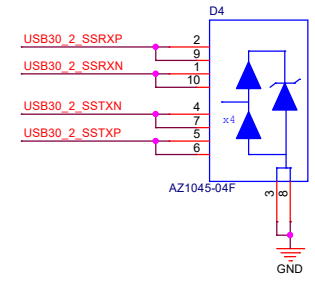 D4
USB30_2_SSRXP 2
9
USB30_2_SSRXN 1
10
USB30_2_SSTXN 4
7
USB30_2_SSTXP 5
6
x4
AZ1045-04F
3 8
GND